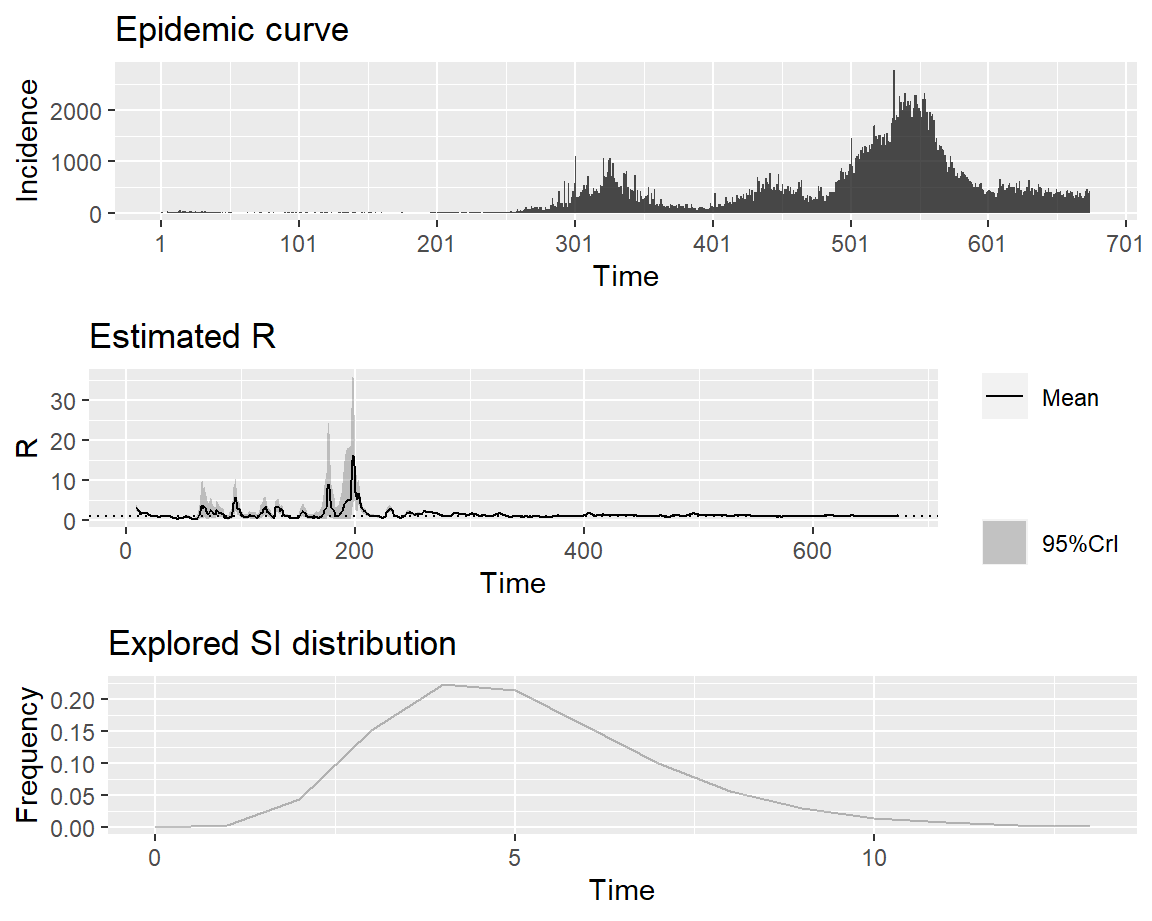 Epidemic curve
Incidence
2000
1000
0
1 101 201 301 401 501 601 701
Time
Estimated R
R
30
20
10
0
0 200 400 600
Time
Mean
95%CrI
Explored SI distribution
Frequency
0.20
0.15
0.10
0.05
0.00
0 5 10
Time